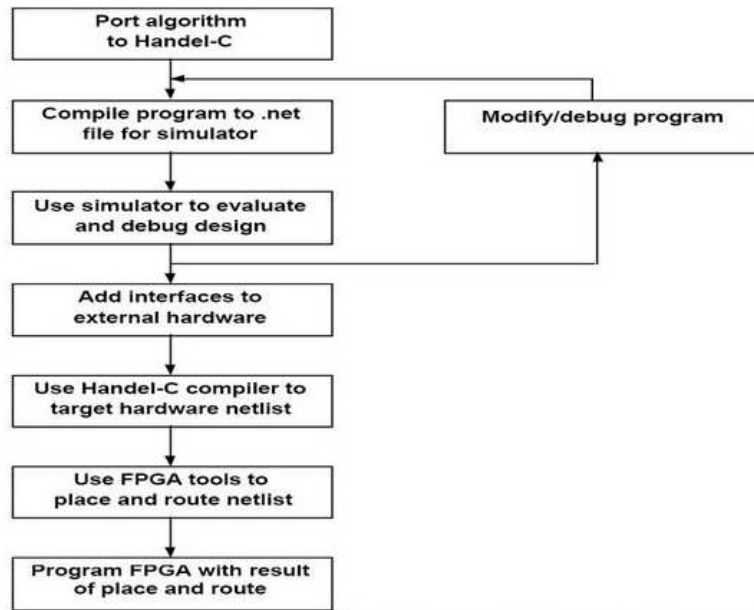 Port algorithm
to Handel-C
Compile program to .net
file for simulator
Modify/debug program
Use simulator to evaluate
and debug design
Add interfaces to
external hardware
Use Handel-C compiler to
target hardware netlist
Use FPGA tools to
place and route netlist
Program FPGA with result
of place and route